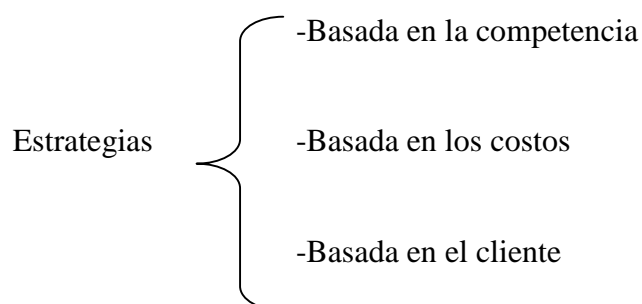 -Basada en la competencia
Estrategias
-Basada en los costos
-Basada en el cliente